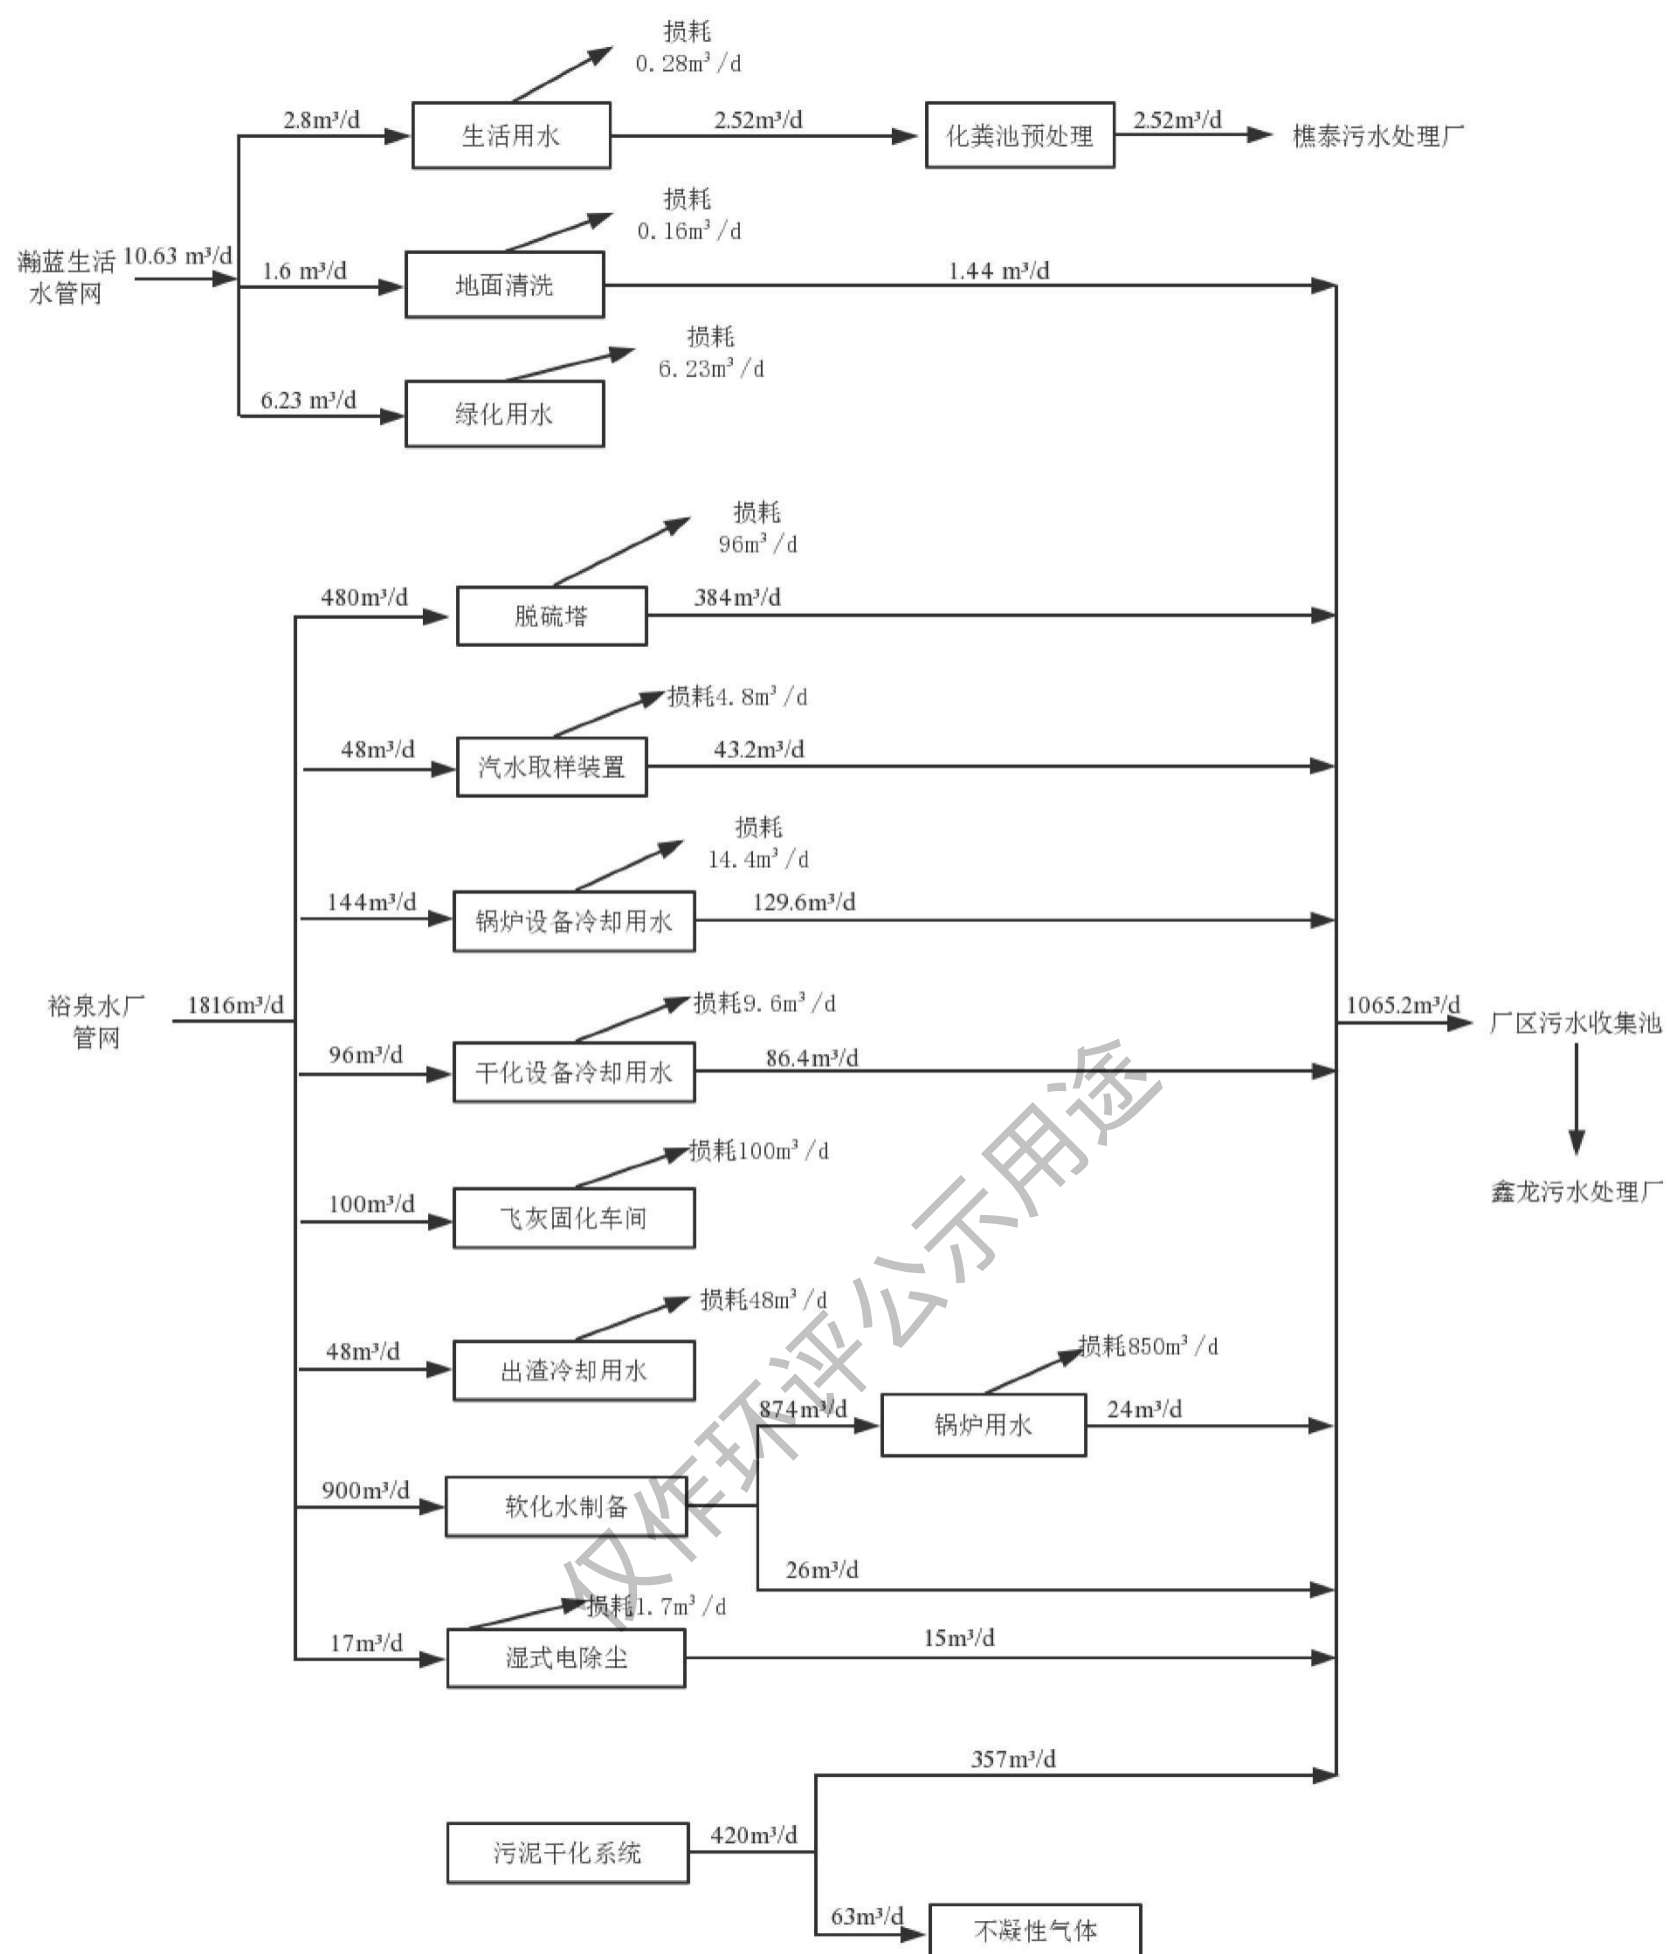 损耗
0.28m³/d
2.8m³/d
生活用水
2.52m³/d
化粪池预处理
2.52m³/d
樵泰污水处理厂
损耗
0.16m³/d
瀚蓝生活
水管网
10.63 m³/d
1.6 m³/d
地面清洗
1.44 m³/d
损耗
6.23m³/d
6.23 m³/d
绿化用水
损耗
96m³/d
480m³/d
脱硫塔
384m³/d
损耗4.8m³/d
48m³/d
汽水取样装置
43.2m³/d
损耗
14.4m³/d
144m³/d
锅炉设备冷却用水
129.6m³/d
裕泉水厂
管网
1816m³/d
损耗9.6m³/d
96m³/d
干化设备冷却用水
86.4m³/d
1065.2m³/d
厂区污水收集池
鑫龙污水处理厂
损耗100m³/d
100m³/d
飞灰固化车间
损耗48m³/d
48m³/d
出渣冷却用水
损耗850m³/d
874m³/d
锅炉用水
24m³/d
900m³/d
软化水制备
26m³/d
损耗1.7m³/d
17m³/d
湿式电除尘
15m³/d
357m³/d
污泥干化系统
420m³/d
63m³/d
不凝性气体
仅作环评公示用途